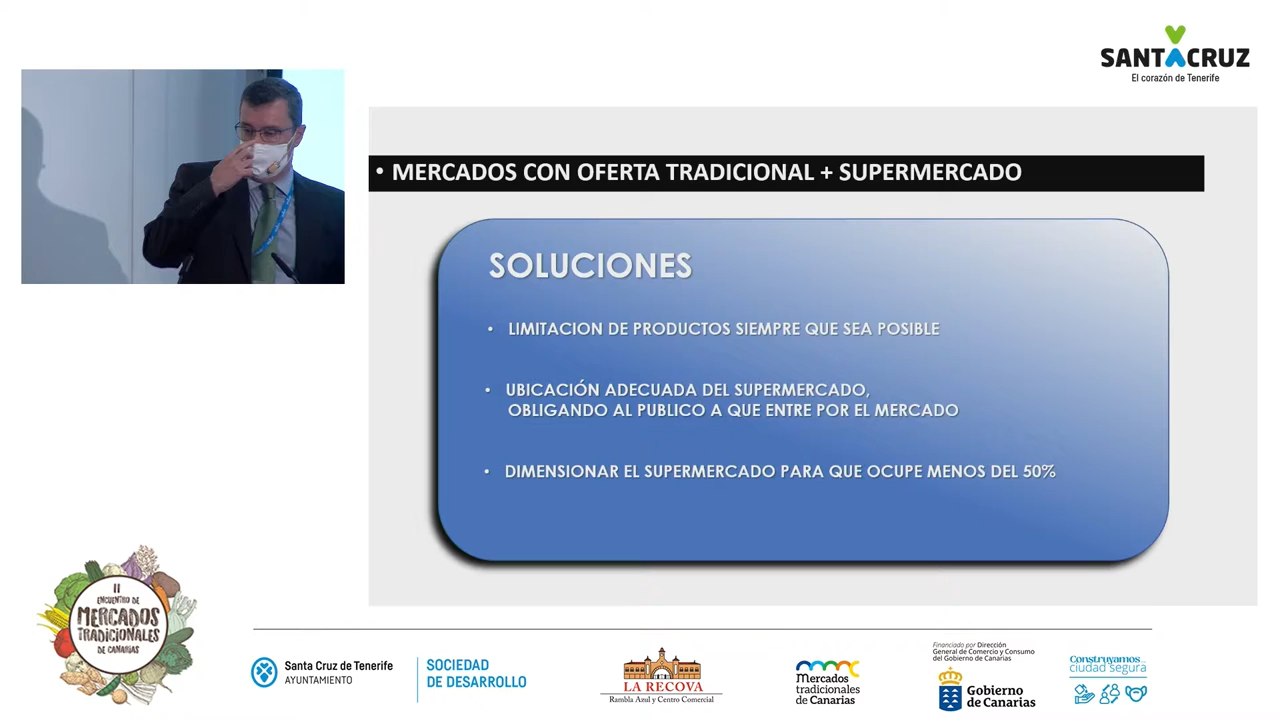 SANTACRUZ
El corazón de Tenerife
• MERCADOS CON OFERTA TRADICIONAL + SUPERMERCADO
SOLUCIONES
• LIMITACION DE PRODUCTOS SIEMPRE QUE SEA POSIBLE
• UBICACIÓN ADECUADA DEL SUPERMERCADO,
OBLIGANDO AL PUBLICO A QUE ENTRE POR EL MERCADO
• DIMENSIONAR EL SUPERMERCADO PARA QUE OCUPE MENOS DEL 50%
II
ENCUENTRO DE
MERCADOS
TRADICIONALES
DE CANARIAS
Santa Cruz de Tenerife
AYUNTAMIENTO
SOCIEDAD
DE DESARROLLO
LA RECOVA
Rambla Azul y Centro Comercial
Mercados
tradicionales
de Canarias
Financiado por Dirección
General de Comercio y Consumo
del Gobierno de Canarias
Gobierno
de Canarias
Construyamos...
ciudad segura